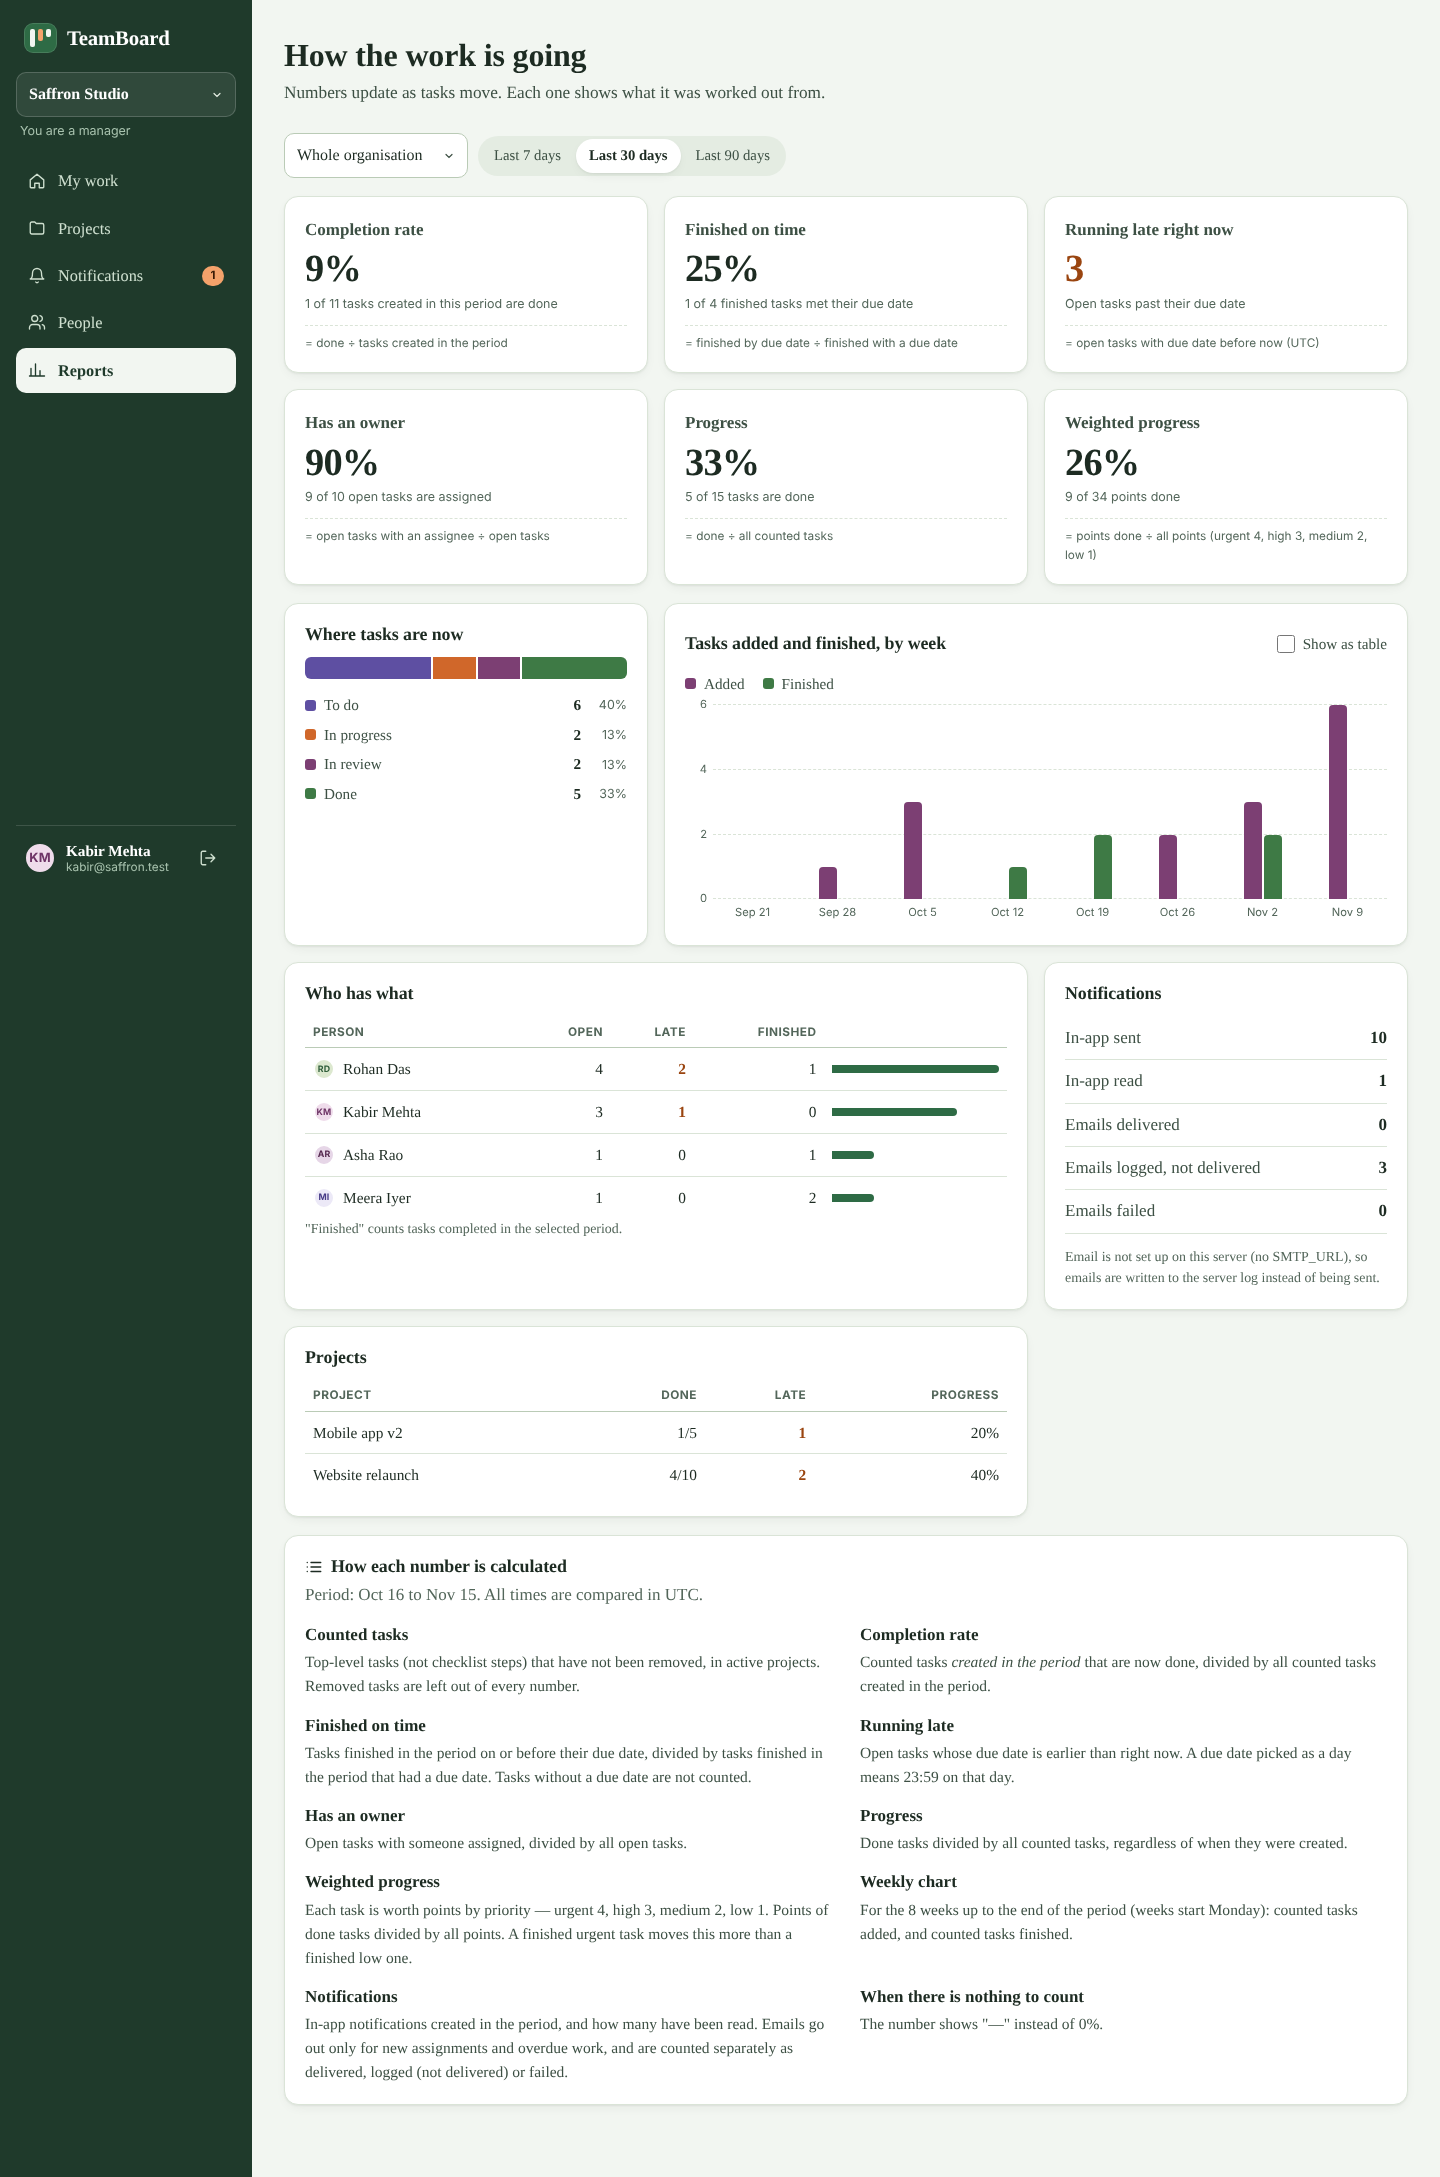 TeamBoard
Saffron Studio
You are a manager
My work
Projects
Notifications 1
People
Reports
Kabir Mehta
KM
kabir@saffron.test
How the work is going
Numbers update as tasks move. Each one shows what it was worked out from.
Whole organisation Last 7 days Last 30 days Last 90 days
Completion rate
9%
1 of 11 tasks created in this period are done
= done ÷ tasks created in the period
Finished on time
25%
1 of 4 finished tasks met their due date
= finished by due date ÷ finished with a due date
Running late right now
3
Open tasks past their due date
= open tasks with due date before now (UTC)
Has an owner
90%
9 of 10 open tasks are assigned
= open tasks with an assignee ÷ open tasks
Progress
33%
5 of 15 tasks are done
= done ÷ all counted tasks
Weighted progress
26%
9 of 34 points done
= points done ÷ all points (urgent 4, high 3, medium 2,
low 1)
Where tasks are now
To do 6 40%
In progress 2 13%
In review 2 13%
Done 5 33%
Tasks added and finished, by week Show as table
Added Finished
6
4
2
0
Sep 21 Sep 28 Oct 5 Oct 12 Oct 19 Oct 26 Nov 2 Nov 9
Who has what
PERSON OPEN LATE FINISHED
RD Rohan Das 4 2 1
KM Kabir Mehta 3 1 0
AR Asha Rao 1 0 1
MI Meera Iyer 1 0 2
"Finished" counts tasks completed in the selected period.
Notifications
In-app sent 10
In-app read 1
Emails delivered 0
Emails logged, not delivered 3
Emails failed 0
Email is not set up on this server (no SMTP_URL), so
emails are written to the server log instead of being sent.
Projects
PROJECT DONE LATE PROGRESS
Mobile app v2 1/5 1 20%
Website relaunch 4/10 2 40%
How each number is calculated
Period: Oct 16 to Nov 15. All times are compared in UTC.
Counted tasks
Top-level tasks (not checklist steps) that have not been removed, in active projects.
Removed tasks are left out of every number.
Completion rate
Counted tasks created in the period that are now done, divided by all counted tasks
created in the period.
Finished on time
Tasks finished in the period on or before their due date, divided by tasks finished in
the period that had a due date. Tasks without a due date are not counted.
Running late
Open tasks whose due date is earlier than right now. A due date picked as a day
means 23:59 on that day.
Has an owner
Open tasks with someone assigned, divided by all open tasks.
Progress
Done tasks divided by all counted tasks, regardless of when they were created.
Weighted progress
Each task is worth points by priority — urgent 4, high 3, medium 2, low 1. Points of
done tasks divided by all points. A finished urgent task moves this more than a
finished low one.
Weekly chart
For the 8 weeks up to the end of the period (weeks start Monday): counted tasks
added, and counted tasks finished.
Notifications
In-app notifications created in the period, and how many have been read. Emails go
out only for new assignments and overdue work, and are counted separately as
delivered, logged (not delivered) or failed.
When there is nothing to count
The number shows "—" instead of 0%.